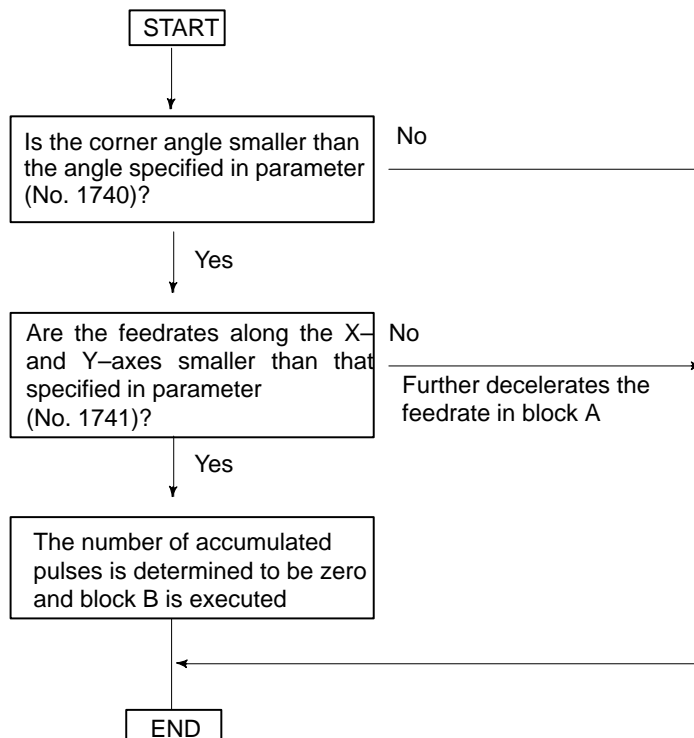 START
Is the corner angle smaller than
the angle specified in parameter
(No. 1740)?
No
Yes
Are the feedrates along the X–
and Y–axes smaller than that
specified in parameter
(No. 1741)?
No
Further decelerates the
feedrate in block A
Yes
The number of accumulated
pulses is determined to be zero
and block B is executed
END